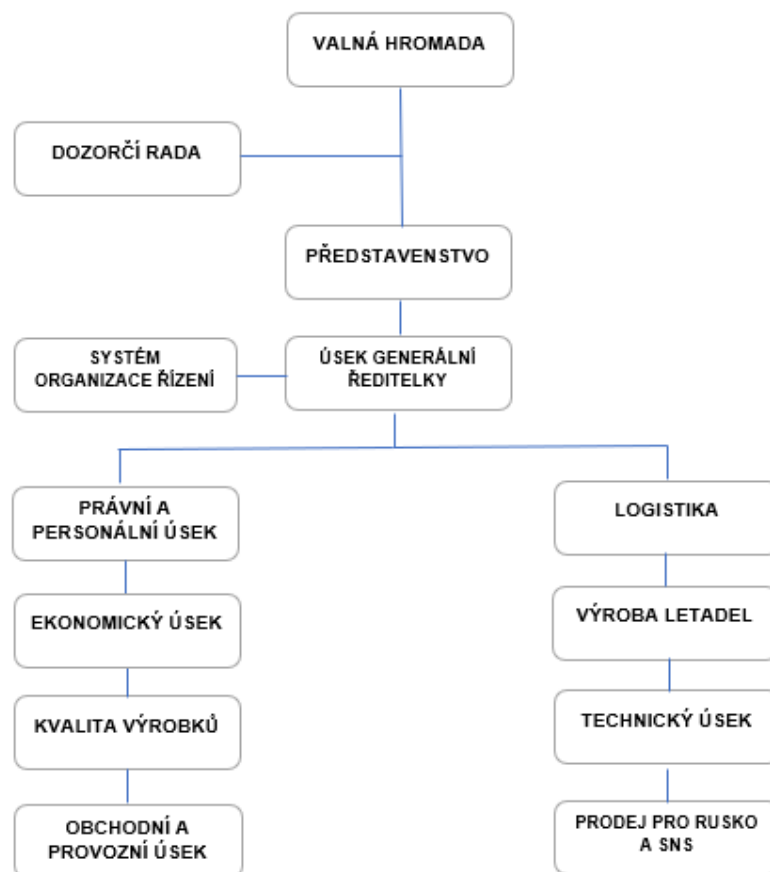 VALNÁ HROMADA
DOZORČÍ RADA
PŘEDSTAVENSTVO
SYSTÉM
ORGANIZACE ŘÍZENÍ
ÚSEK GENERÁLNÍ
ŘEDITELKY
PRÁVNÍ A
PERSONÁLNÍ ÚSEK
LOGISTIKA
EKONOMICKÝ ÚSEK
VÝROBA LETADEL
KVALITA VÝROBKŮ
TECHNICKÝ ÚSEK
OBCHODNÍ A
PROVOZNÍ ÚSEK
PRODEJ PRO RUSKO
A SNS